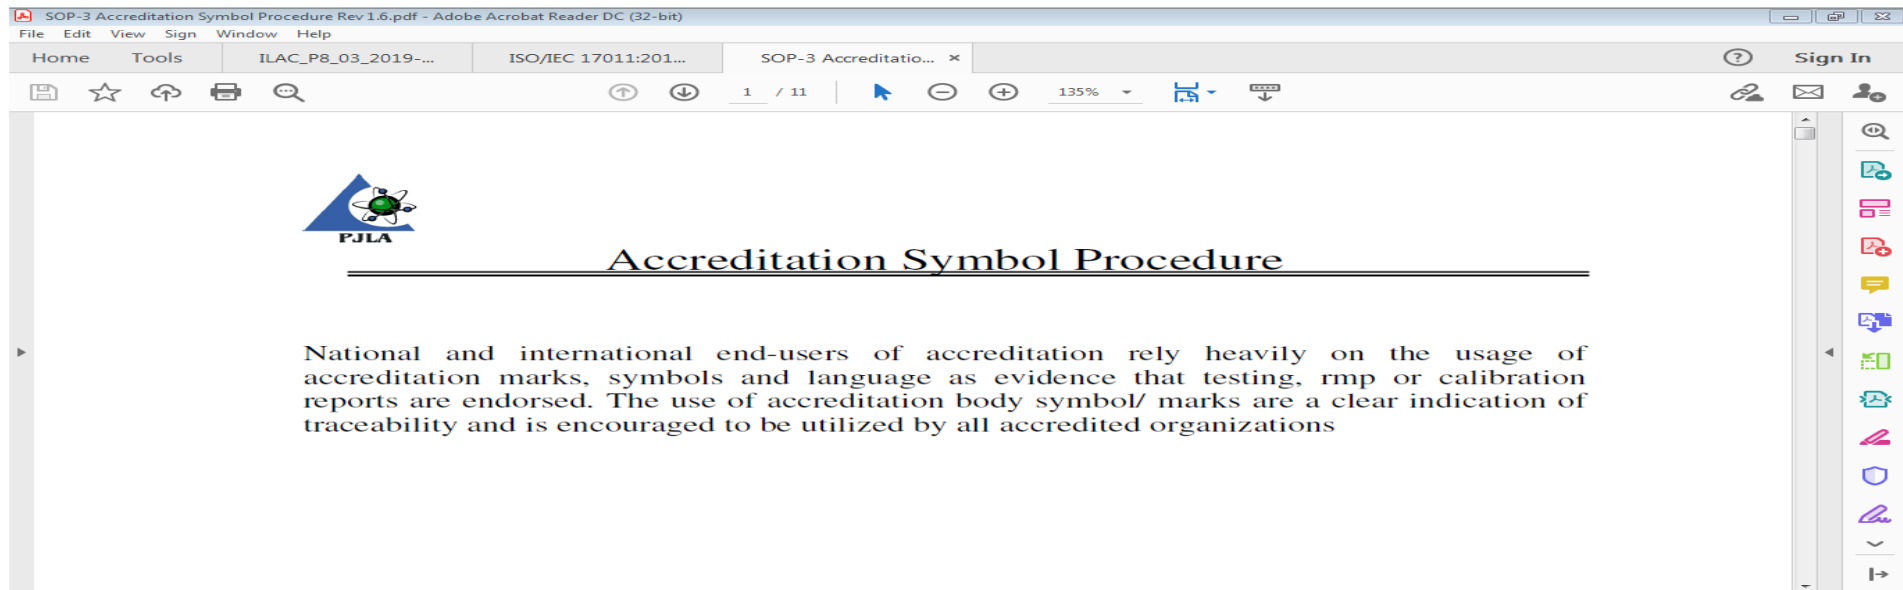 SOP-3 Accreditation Symbol Procedure Rev 1.6.pdf - Adobe Acrobat Reader DC (32-bit)
File Edit View Sign Window Help
Home Tools ILAC_P8_03_2019-... ISO/IEC 17011:201... SOP-3 Accreditatio... × Sign In
1 / 11 135%
PJLA
Accreditation Symbol Procedure
National and international end-users of accreditation rely heavily on the usage of
accreditation marks, symbols and language as evidence that testing, rmp or calibration
reports are endorsed. The use of accreditation body symbol/ marks are a clear indication of
traceability and is encouraged to be utilized by all accredited organizations